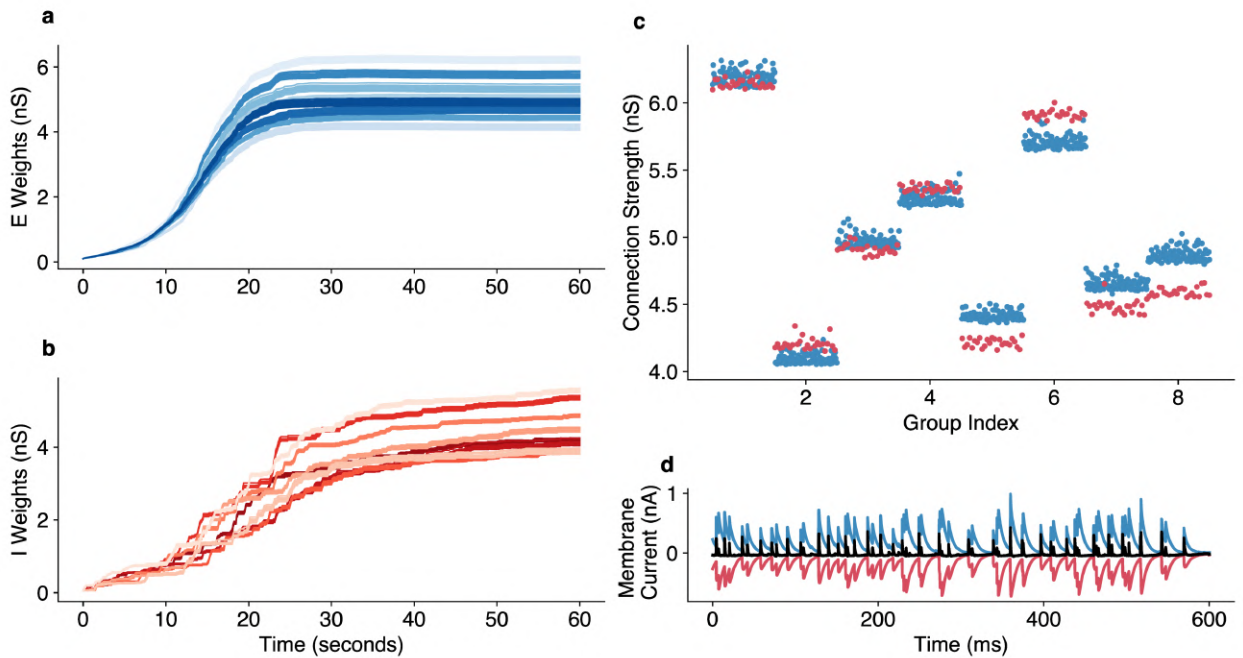 a
E Weights (nS)
6
4
2
0
0 10 20 30 40 50 60
b
I Weights (nS)
4
2
0
0 10 20 30 40 50 60
Time (seconds)
c
Connection Strength (nS)
6.0
5.5
5.0
4.5
4.0
2 4 6 8
Group Index
d
Membrane
Current (nA)
1
0
0 200 400 600
Time (ms)